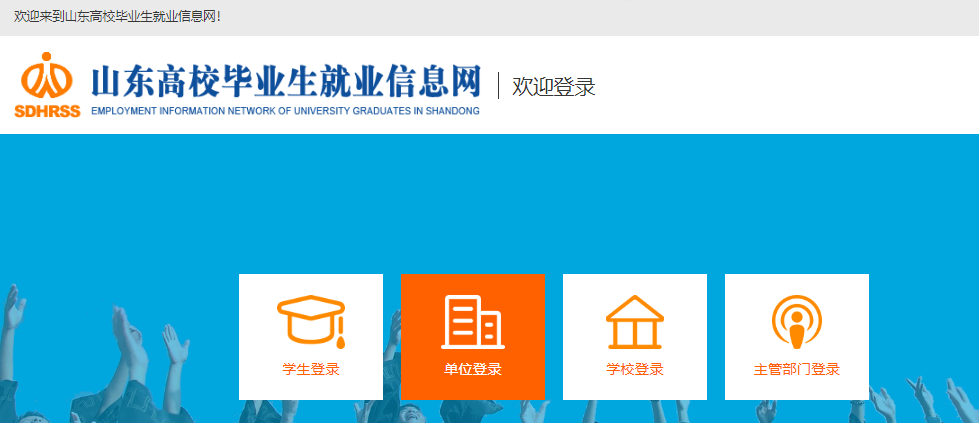 欢迎来到山东高校毕业生就业信息网!
山东高校毕业生就业信息网
欢迎登录
SDHRSS
EMPLOYMENT INFORMATION NETWORK OF UNIVERSITY GRADUATES IN SHANDONG
学生登录
单位登录
学校登录
主管部门登录